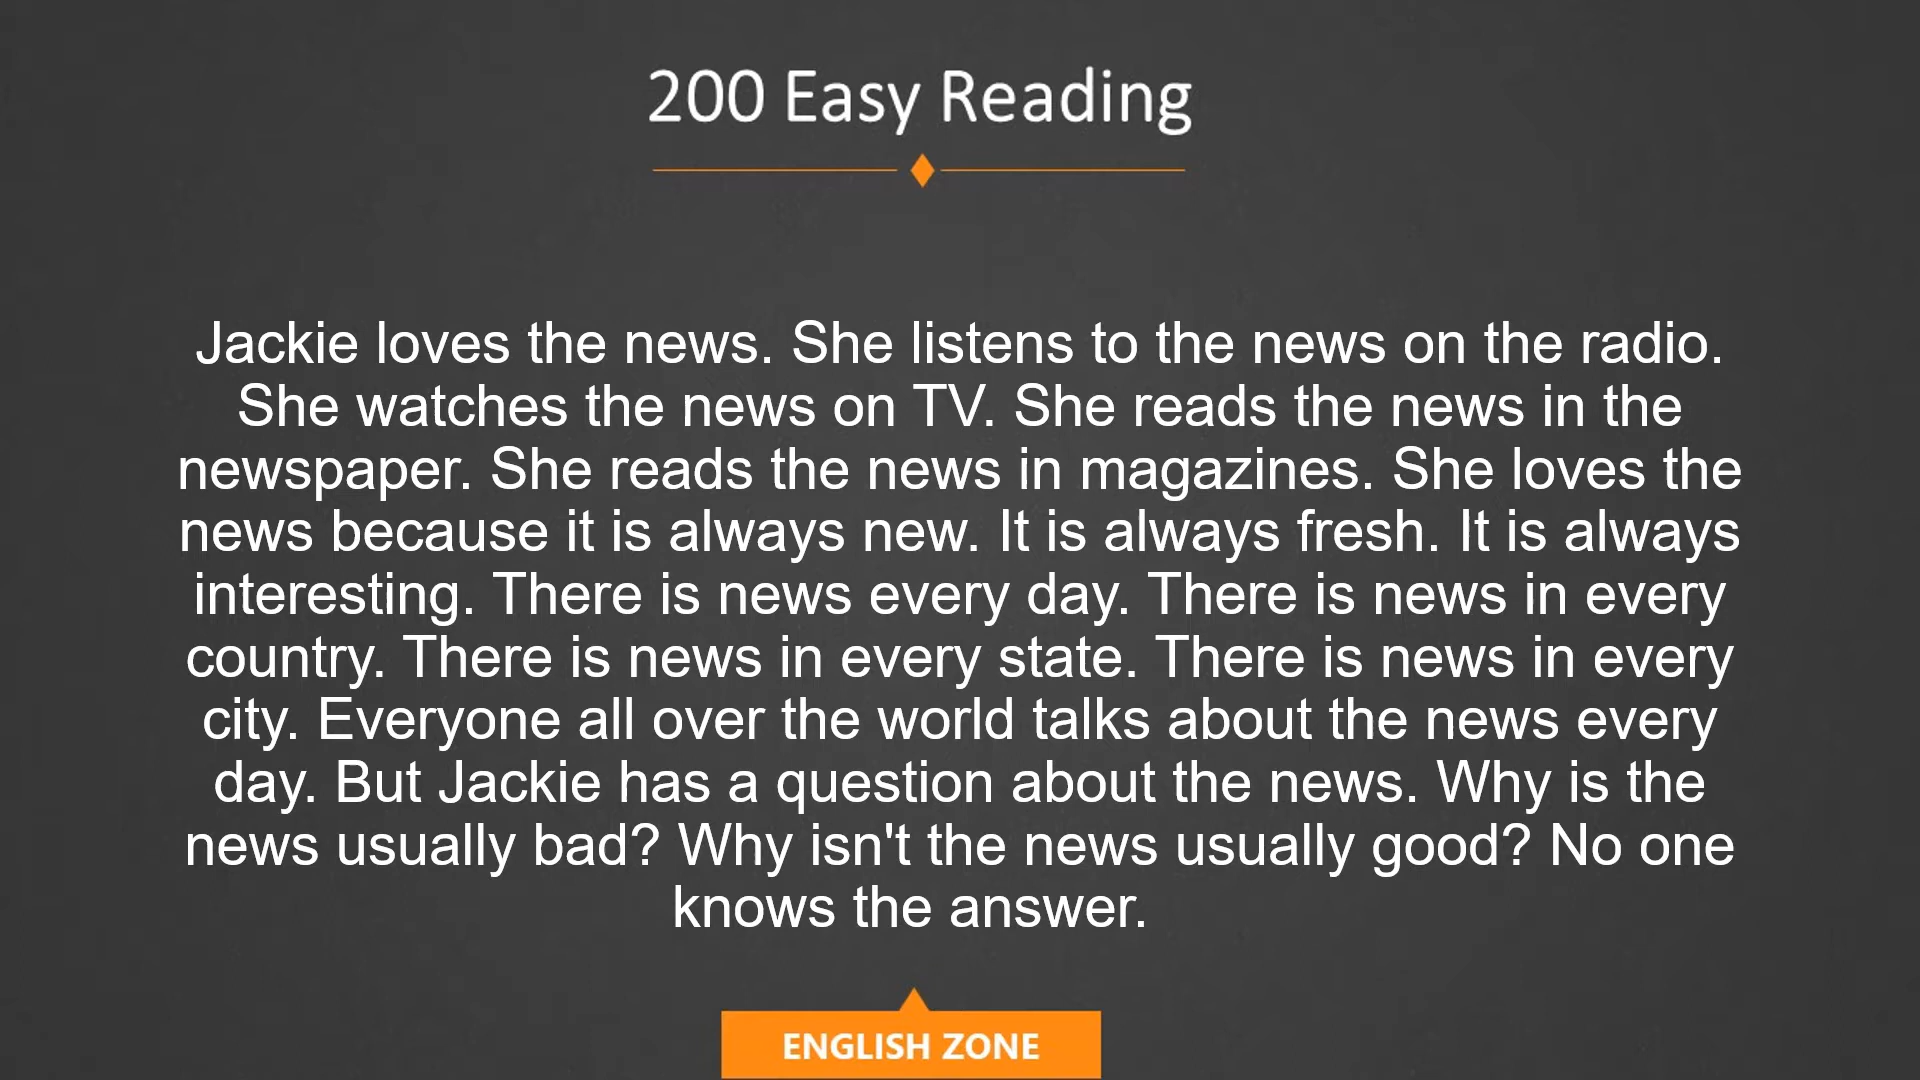 200 Easy Reading
Jackie loves the news. She listens to the news on the radio.
She watches the news on TV. She reads the news in the
newspaper. She reads the news in magazines. She loves the
news because it is always new. It is always fresh. It is always
interesting. There is news every day. There is news in every
country. There is news in every state. There is news in every
city. Everyone all over the world talks about the news every
day. But Jackie has a question about the news. Why is the
news usually bad? Why isn't the news usually good? No one
knows the answer.
ENGLISH ZONE